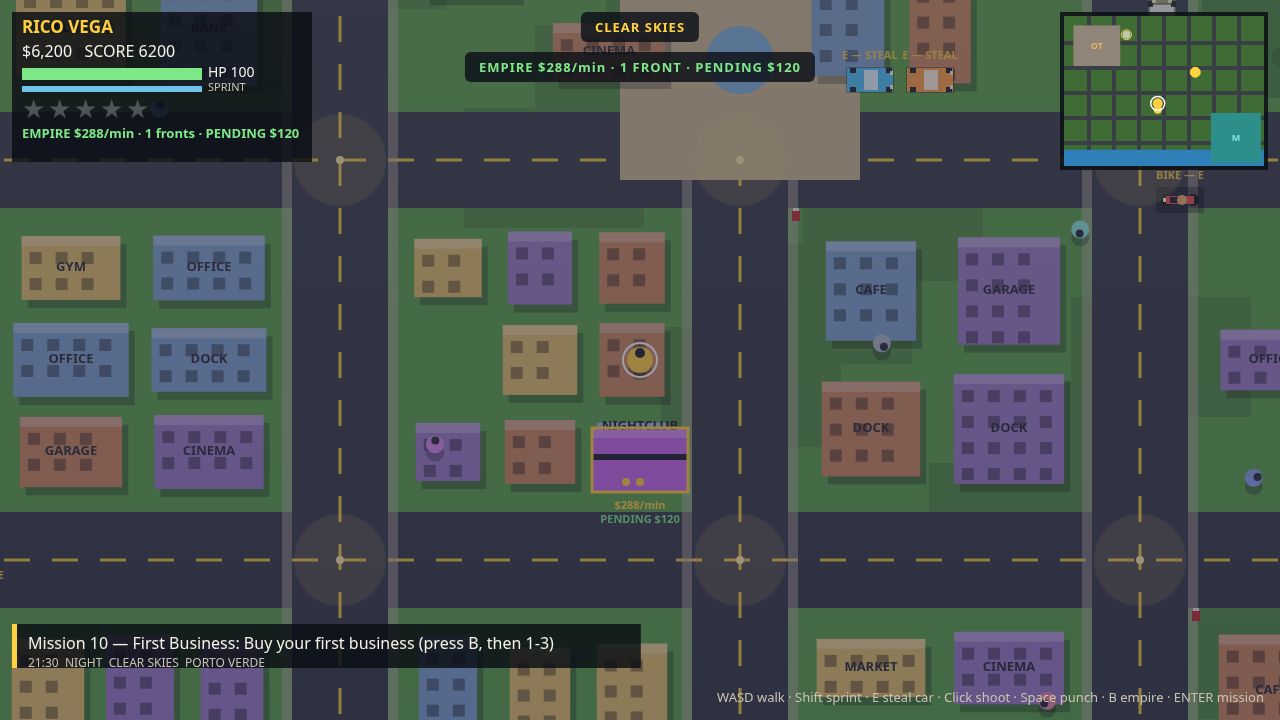 RICO VEGA
$6,200 SCORE 6200
HP 100
SPRINT
★★★★★
EMPIRE $288/min · 1 fronts · PENDING $120
BANK
CLEAR SKIES
CINEMA
EMPIRE $288/min · 1 FRONT · PENDING $120
E — STEAL E — STEAL
OT
M
BIKE — E
GYM
OFFICE
OFFICE
DOCK
GARAGE
CINEMA
CAFE
GARAGE
DOCK
DOCK
OFFIC
NIGHTCLUB
$288/min
PENDING $120
E
Mission 10 — First Business: Buy your first business (press B, then 1-3)
21:30 NIGHT CLEAR SKIES PORTO VERDE
MARKET
CINEMA
CAF
WASD walk · Shift sprint · E steal car · Click shoot · Space punch · B empire · ENTER mission